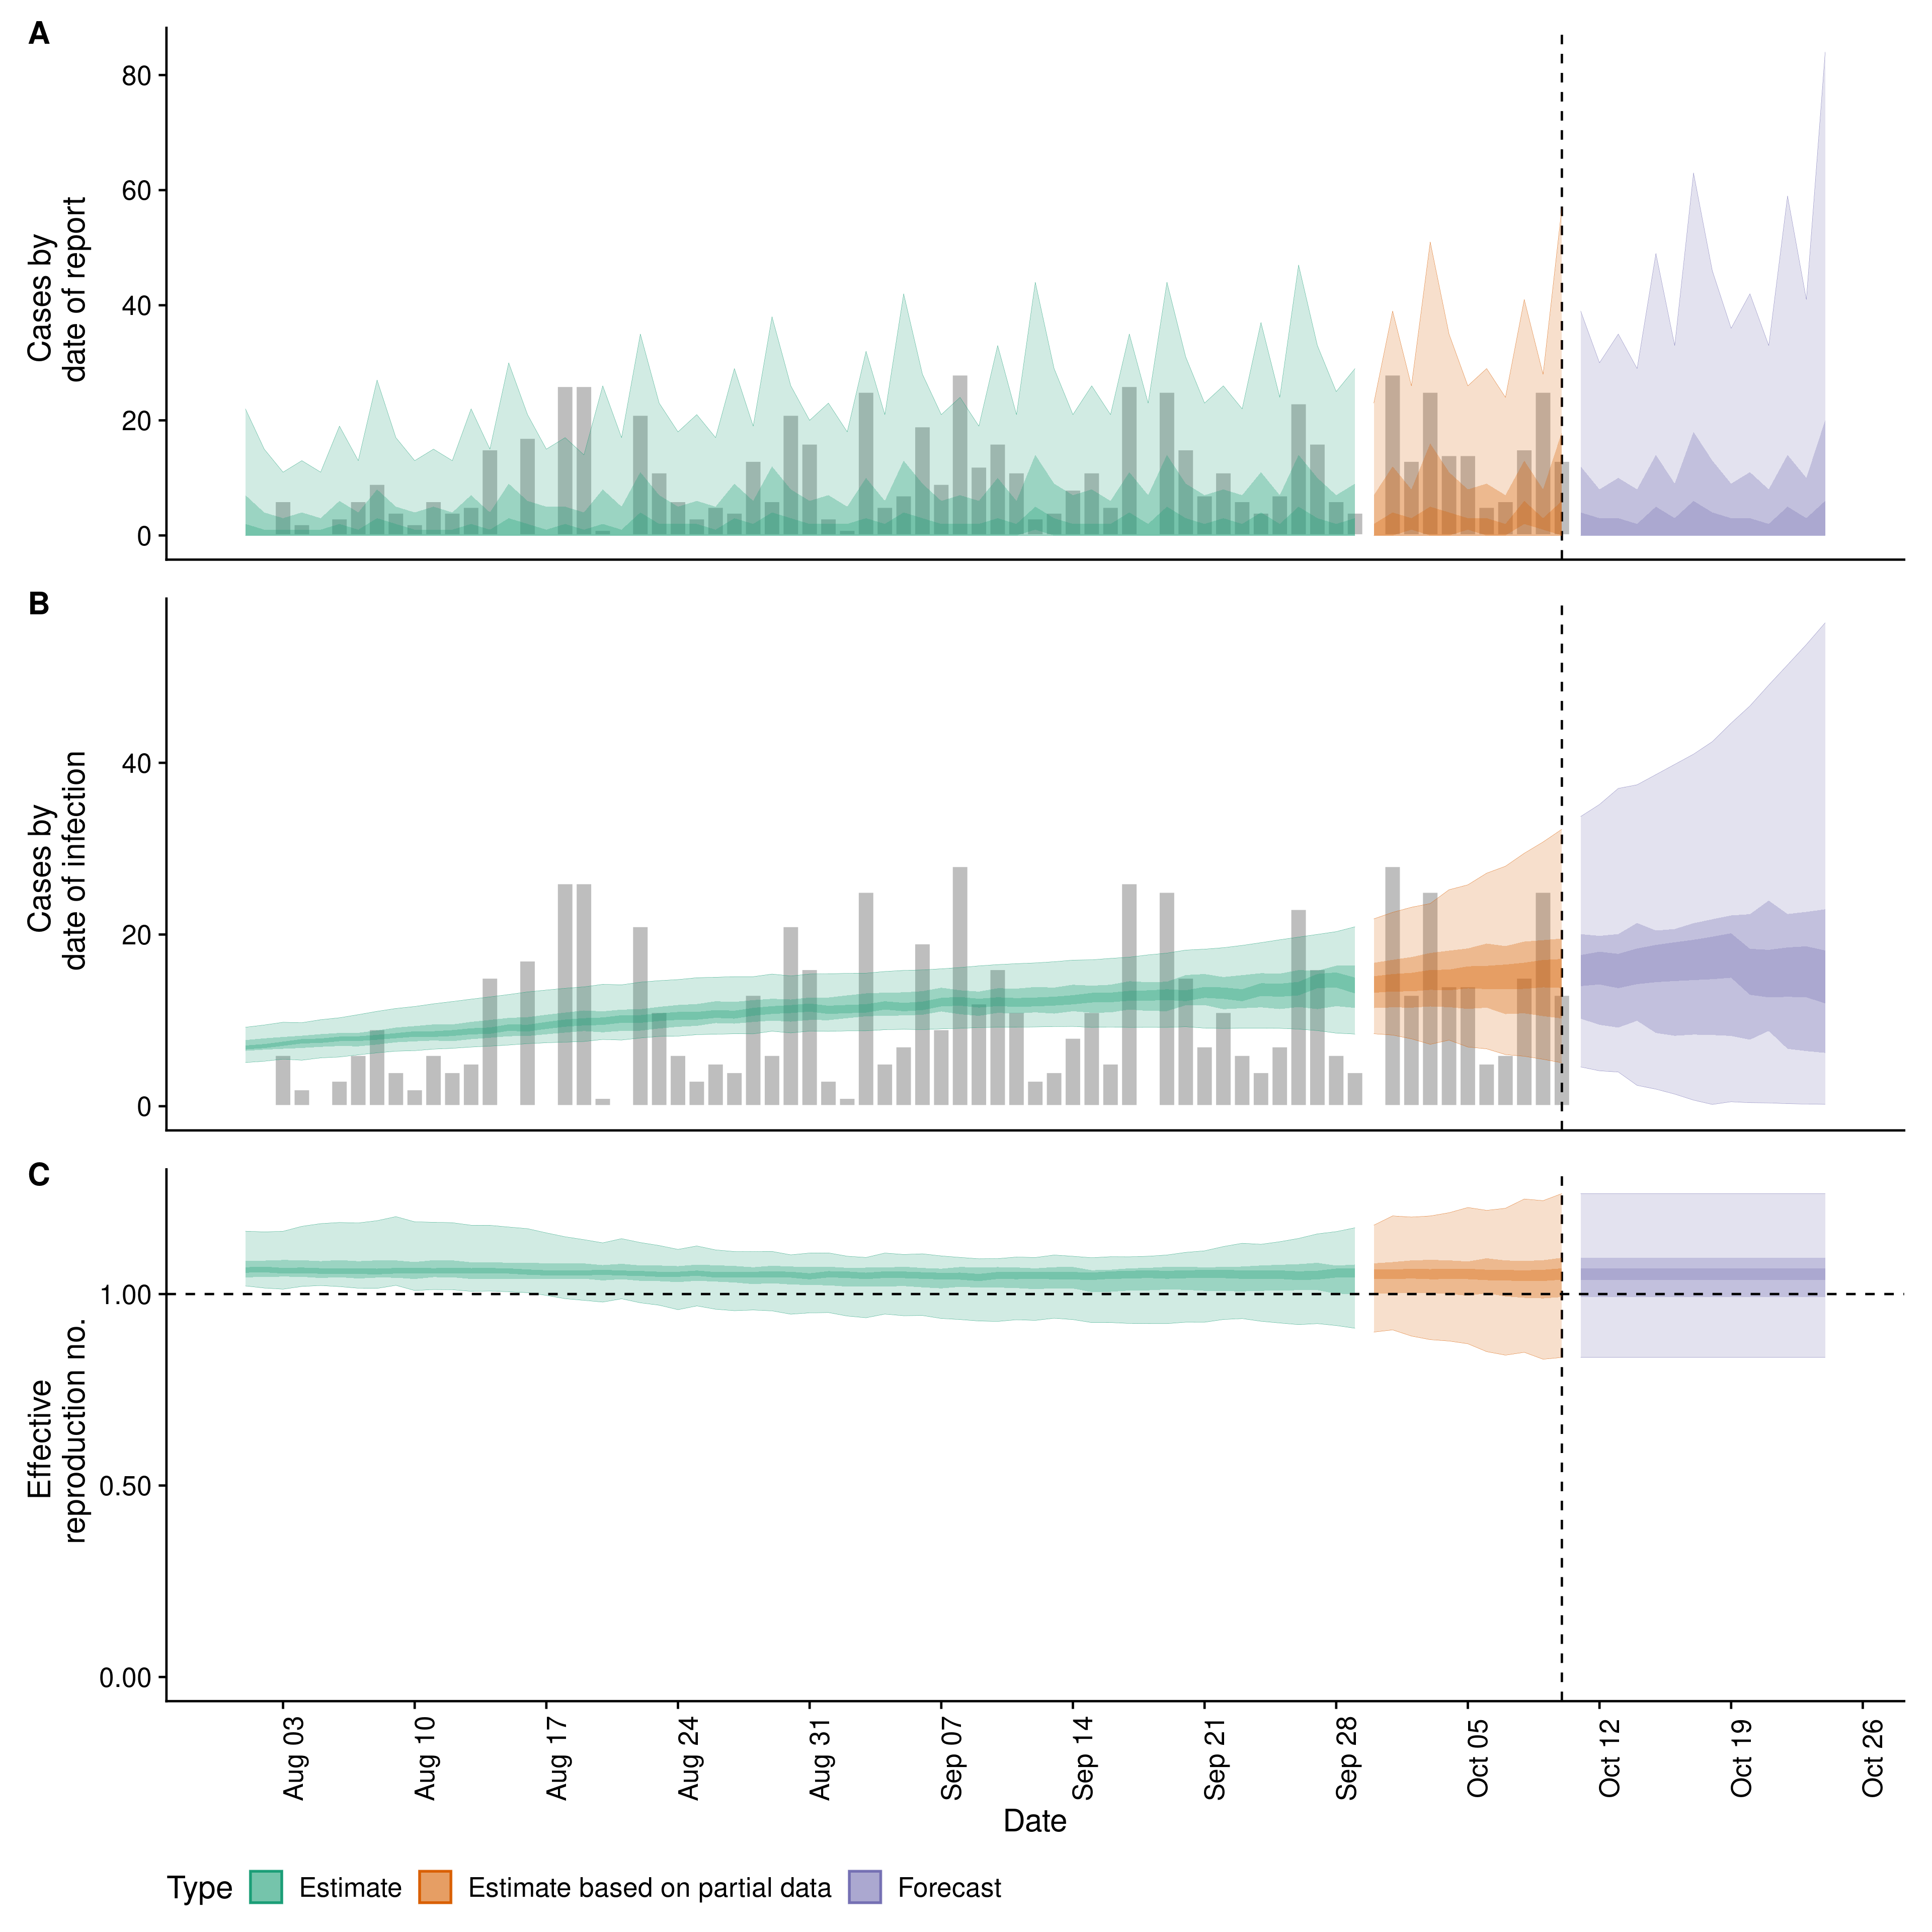 A
80
60
40
20
0
Cases by
date of report
B
40
20
0
Cases by
date of infection
C
1.00
0.50
0.00
Effective
reproduction no.
Aug 03
Aug 10
Aug 17
Aug 24
Aug 31
Sep 07
Sep 14
Sep 21
Sep 28
Oct 05
Oct 12
Oct 19
Oct 26
Date
Type
Estimate
Estimate based on partial data
Forecast